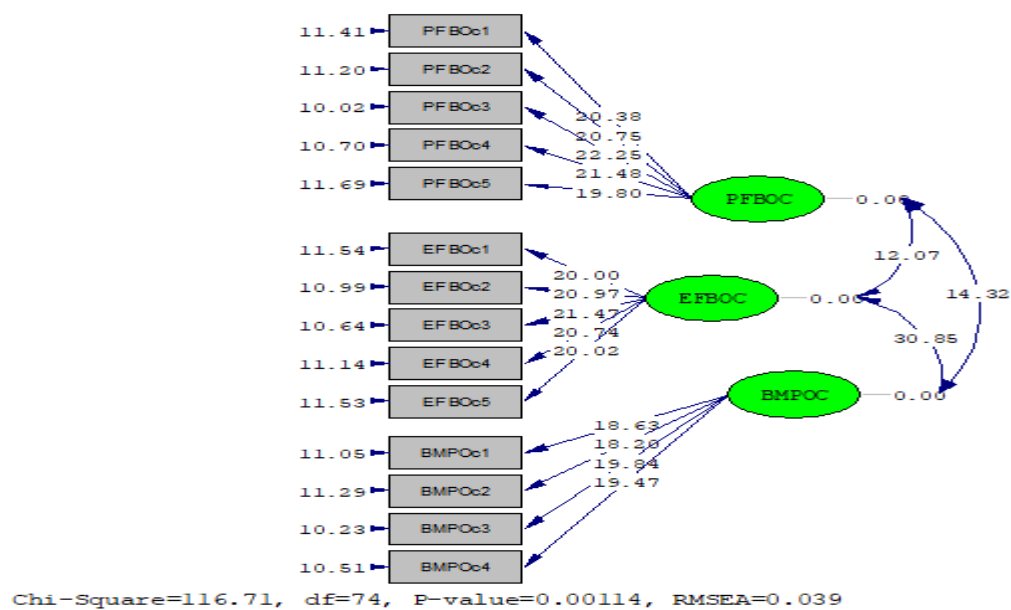 11.41 PFBOc1
11.20 PFBOc2
10.02 PFBOc3
20.38
20.75
22.25
10.70 PFBOc4
21.48
11.69 PFBOc5
19.80
PFBOC 0.00
11.54 EFBOc1
12.07
20.00
10.99 EFBOc2
20.97
EFBOC 0.00
14.32
10.64 EFBOc3
21.47
20.74
30.85
11.14 EFBOc4
20.02
11.53 EFBOc5
BMPOC 0.00
18.63
11.05 BMPOc1
18.20
19.84
19.47
11.29 BMPOc2
10.23 BMPOc3
10.51 BMPOc4
Chi-Square=116.71, df=74, P-value=0.00114, RMSEA=0.039